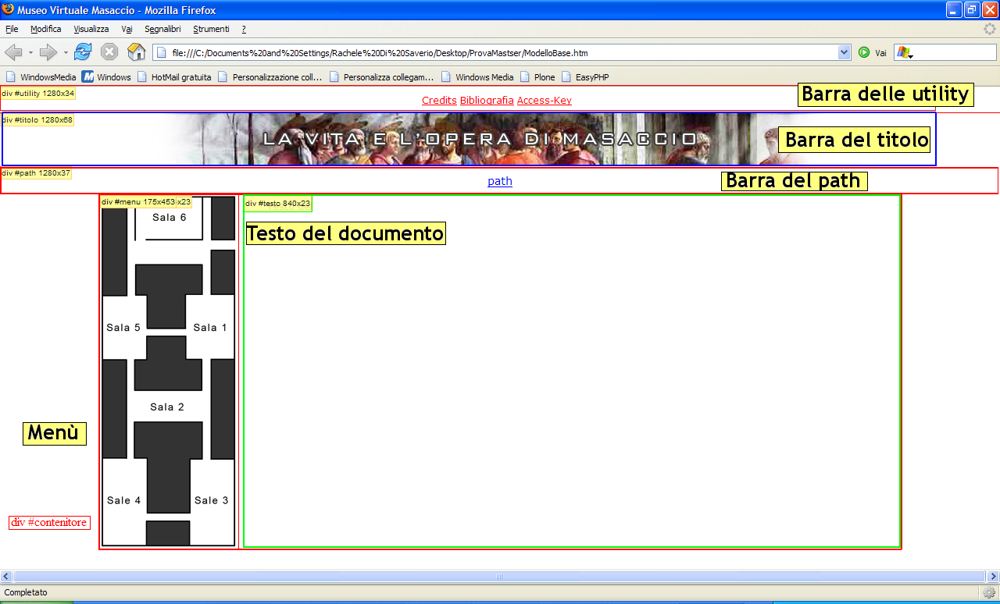 Museo Virtuale Masaccio - Mozilla Firefox
File Modifica Visualizza Vai Segnalibri Strumenti ?
file:///C:/Documents%20and%20Settings/Rachele%20Di%20Saverio/Desktop/ProvaMastser/ModelloBase.htm Vai
WindowsMedia Windows HotMail gratuita Personalizzazione coll... Personalizza collegam... Windows Media Plone EasyPHP
div #utility 1280x34
Credits Bibliografia Access-Key
Barra delle utility
div #titolo 1280x68
LA VITA E L'OPERA DI MASACCIO
Barra del titolo
div #path 1280x37
path
Barra del path
div #menu 175x453 x23
div #testo 840x23
Sala 6
Testo del documento
Sala 5 Sala 1
Sala 2
Menù
Sale 4 Sale 3
div #contenitore
Completato